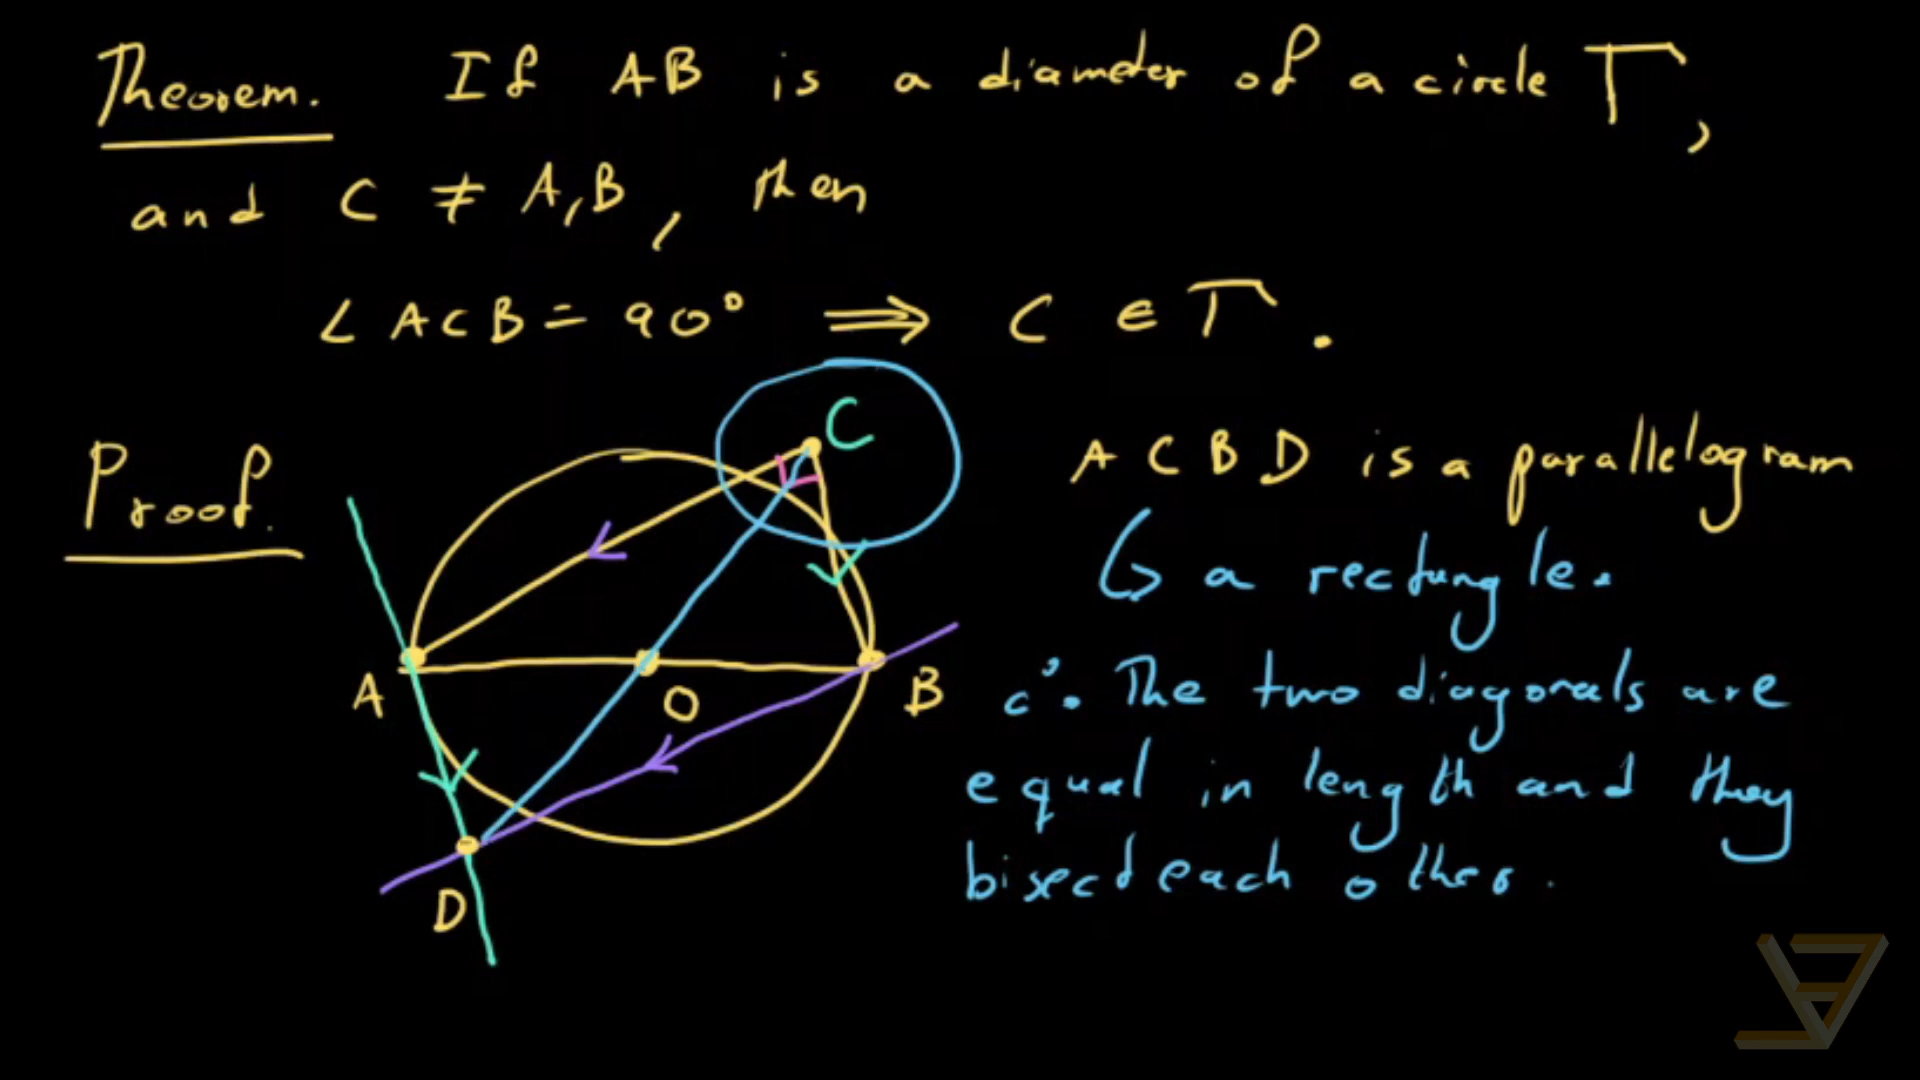 Theorem. If AB is a diameter of a circle Γ,
and C ≠ A,B, then
∠ ACB = 90° ⟹ C ∈ Γ.
Proof.
C
A
O
B
D
ACBD is a parallelogram
↳ a rectangle.
∴ The two diagonals are
equal in length and they
bisect each other.